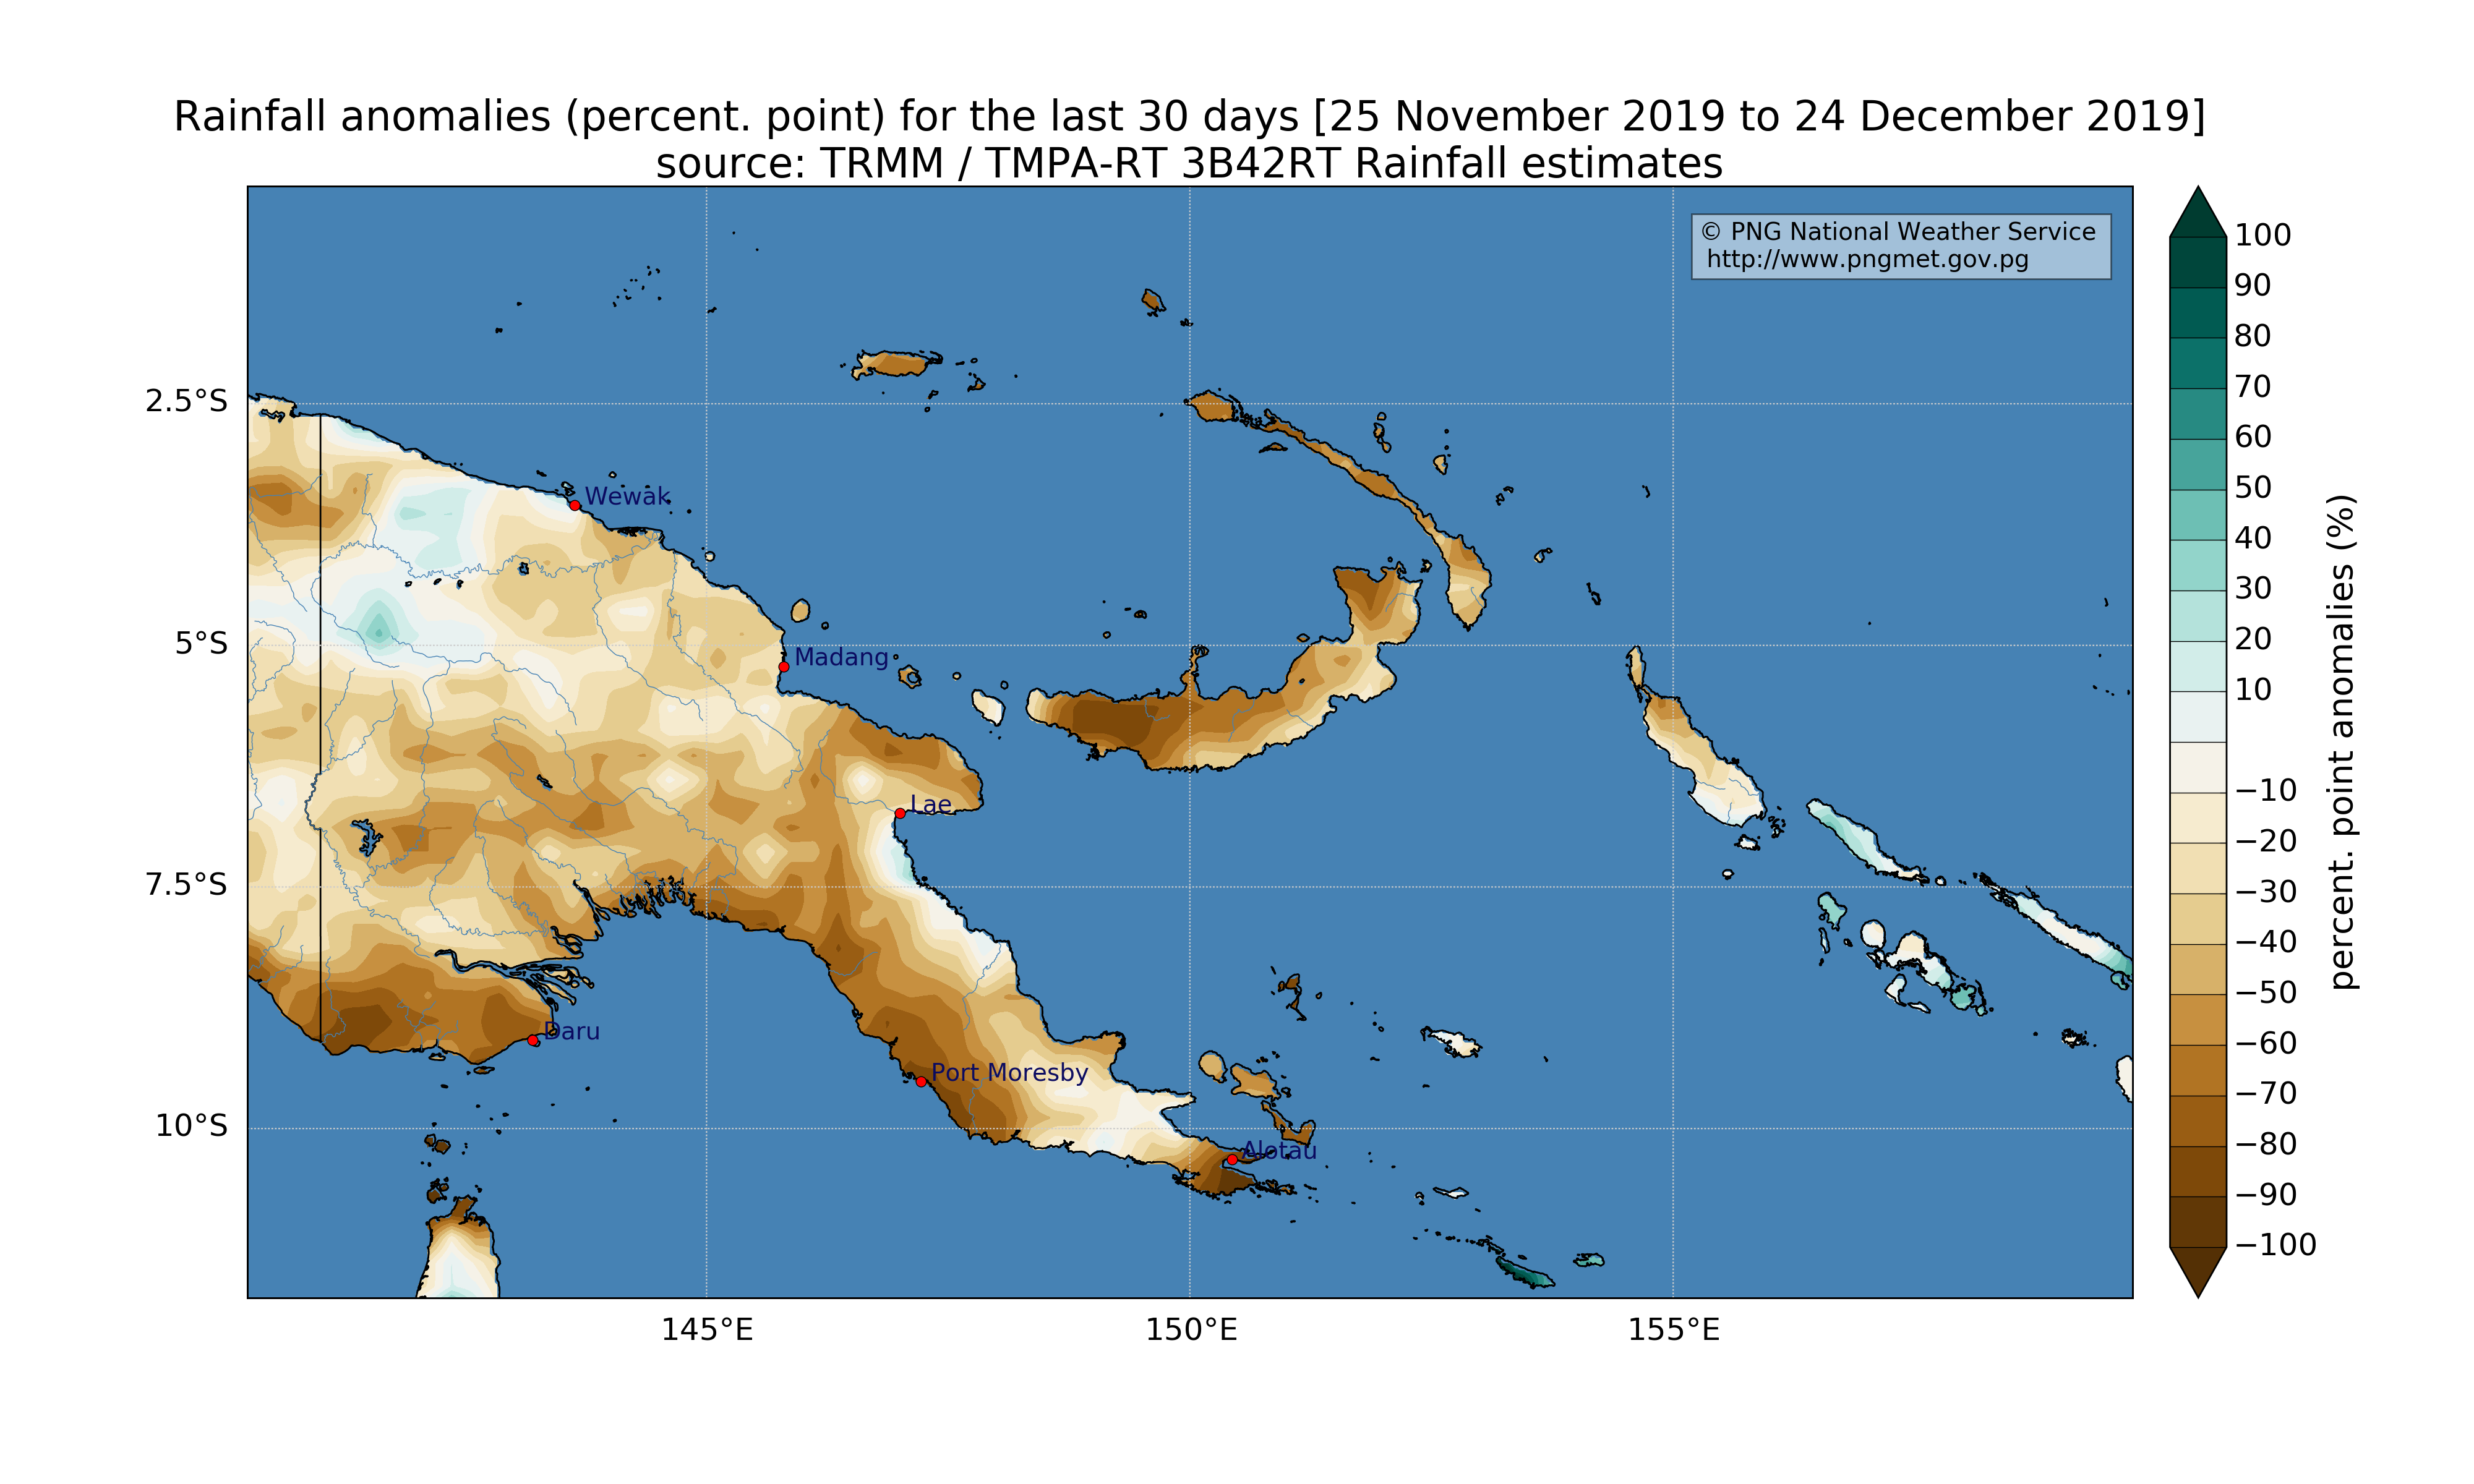 Rainfall anomalies (percent. point) for the last 30 days [25 November 2019 to 24 December 2019]
source: TRMM / TMPA-RT 3B42RT Rainfall estimates
© PNG National Weather Service
http://www.pngmet.gov.pg
2.5°S
5°S
7.5°S
10°S
Wewak
Madang
Lae
Daru
Port Moresby
Alotau
145°E
150°E
155°E
100
90
80
70
60
50
40
30
20
10
−10
−20
−30
−40
−50
−60
−70
−80
−90
−100
percent. point anomalies (%)